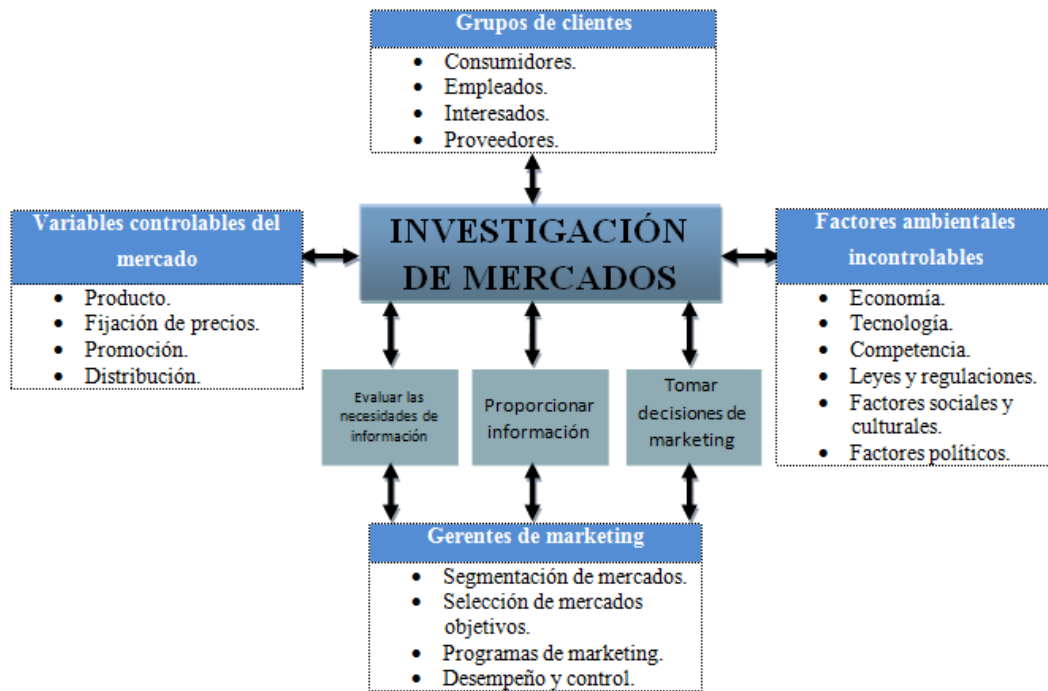 Grupos de clientes
• Consumidores.
• Empleados.
• Interesados.
• Proveedores.
Variables controlables del
mercado
• Producto.
• Fijación de precios.
• Promoción.
• Distribución.
INVESTIGACIÓN
DE MERCADOS
Factores ambientales
incontrolables
• Economía.
• Tecnología.
• Competencia.
• Leyes y regulaciones.
• Factores sociales y
culturales.
• Factores políticos.
Evaluar las
necesidades de
información
Proporcionar
información
Tomar
decisiones de
marketing
Gerentes de marketing
• Segmentación de mercados.
• Selección de mercados
objetivos.
• Programas de marketing.
• Desempeño y control.